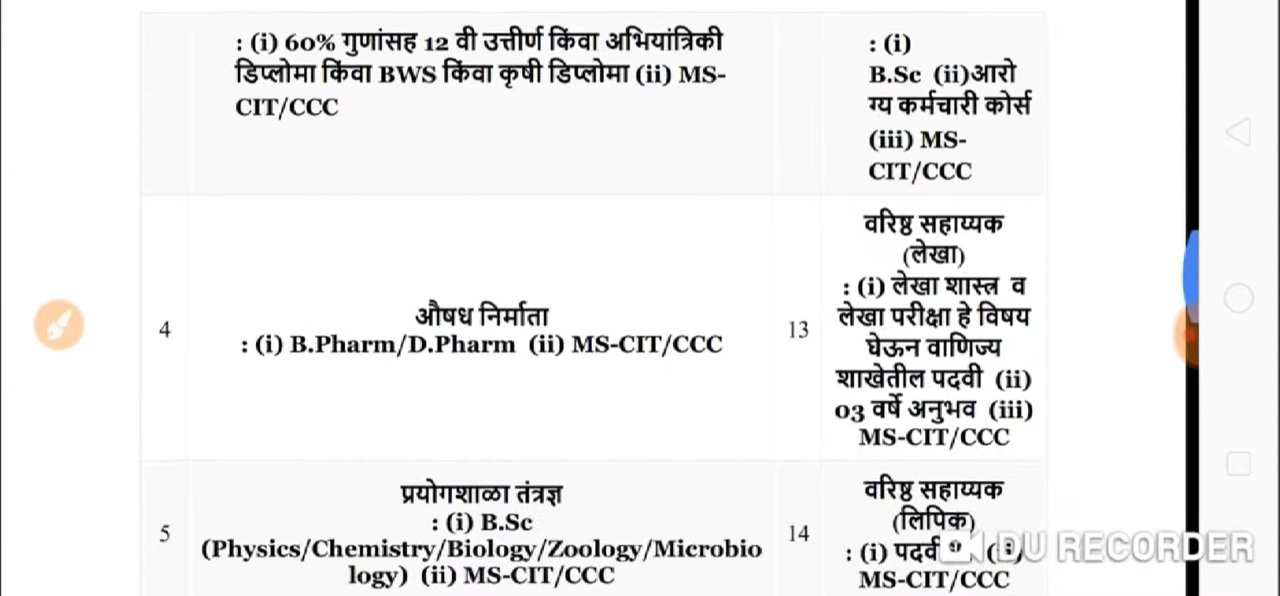 : (i) 60% गुणांसह 12 वी उत्तीर्ण किंवा अभियांत्रिकी
डिप्लोमा किंवा BWS किंवा कृषी डिप्लोमा (ii) MS-
CIT/CCC
: (i)
B.Sc (ii)आरो
ग्य कर्मचारी कोर्स
(iii) MS-
CIT/CCC
4
औषध निर्माता
: (i) B.Pharm/D.Pharm (ii) MS-CIT/CCC
13
वरिष्ठ सहाय्यक
(लेखा)
: (i) लेखा शास्त्र व
लेखा परीक्षा हे विषय
घेऊन वाणिज्य
शाखेतील पदवी (ii)
03 वर्षे अनुभव (iii)
MS-CIT/CCC
5
प्रयोगशाळा तंत्रज्ञ
: (i) B.Sc
(Physics/Chemistry/Biology/Zoology/Microbio
logy) (ii) MS-CIT/CCC
14
वरिष्ठ सहाय्यक
(लिपिक)
: (i)
MS-CIT/CCC
DU RECORDER